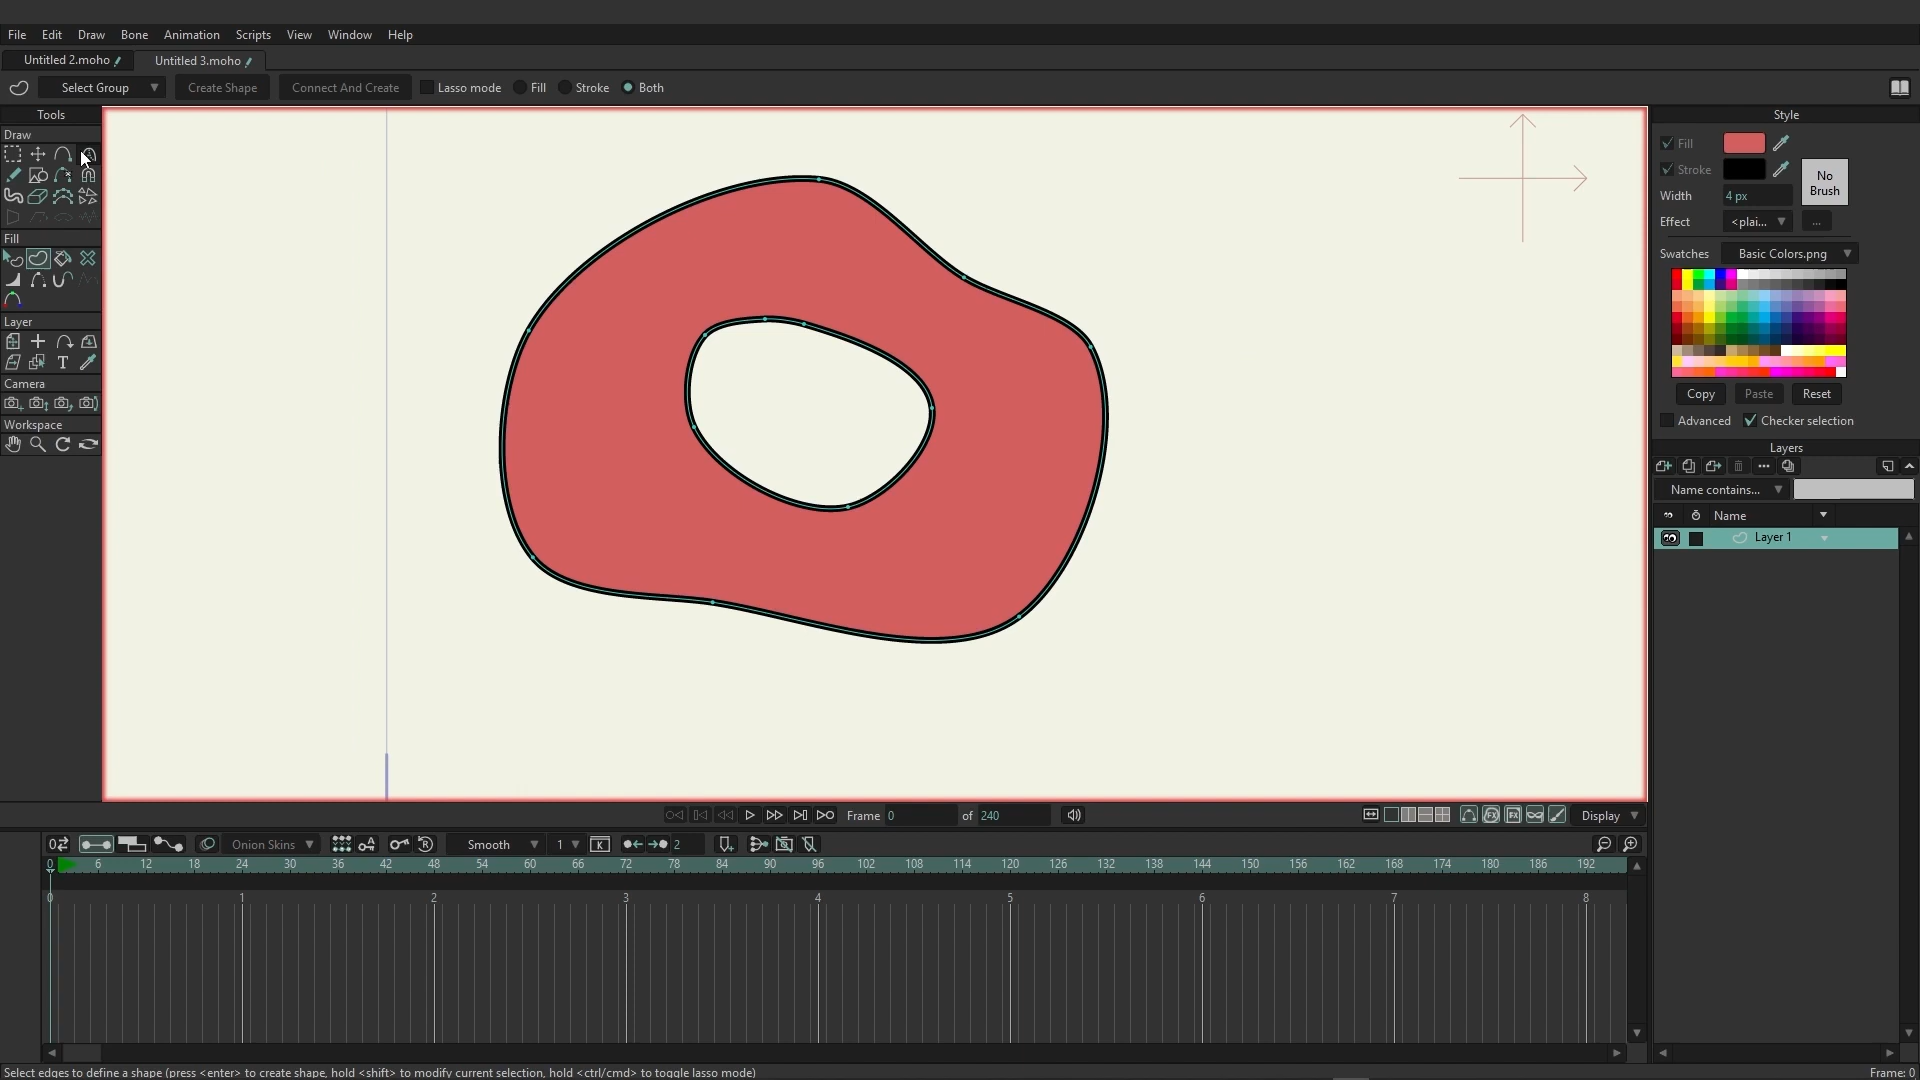 File Edit Draw Bone Animation Scripts View Window Help
Untitled 2.moho Untitled 3.moho
Select Group Create Shape Connect And Create Lasso mode Fill Stroke Both
Tools
Draw
Fill
Layer
T
Camera
Workspace
Style
Fill
Stroke
No
Brush
Width 4 px
Effect <plai... ...
Swatches Basic Colors.png
Copy Paste Reset
Advanced Checker selection
Layers
Name contains...
Name
Layer 1
Frame 0 of 240 Display
Onion Skins Smooth 1 K 2
0 6 12 18 24 30 36 42 48 54 60 66 72 78 84 90 96 102 108 114 120 126 132 138 144 150 156 162 168 174 180 186 192
0 1 2 3 4 5 6 7 8
Select edges to define a shape (press <enter> to create shape, hold <shift> to modify current selection, hold <ctrl/cmd> to toggle lasso mode) Frame: 0